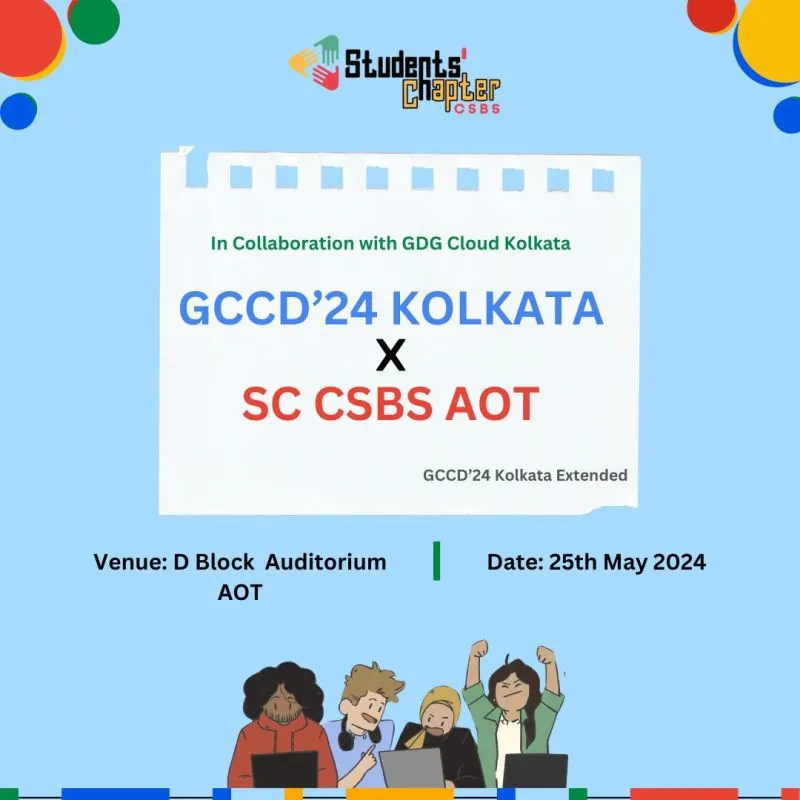 Students'
Chapter
CSBS
In Collaboration with GDG Cloud Kolkata
GCCD’24 KOLKATA
X
SC CSBS AOT
GCCD’24 Kolkata Extended
Venue: D Block Auditorium
AOT
Date: 25th May 2024